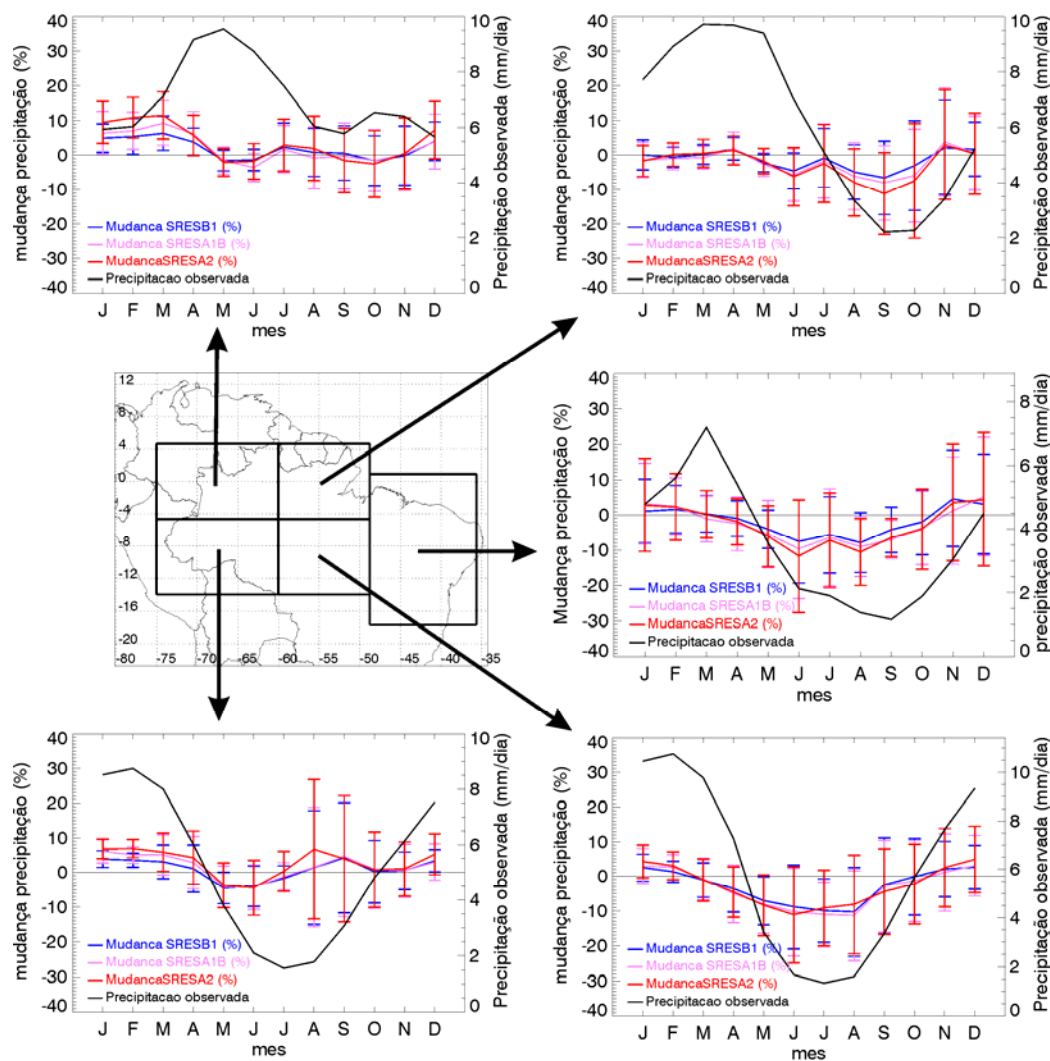 mudança precipitação (%)
40
30
20
10
0
-10
-20
-30
-40
Mudanca SRESB1 (%)
Mudanca SRESA1B (%)
MudancaSRESA2 (%)
Precipitacao observada
10
8
6
4
2
0
Precipitação observada (mm/dia)
J F M A M J J A S O N D
mes
mudança precipitação (%)
40
30
20
10
0
-10
-20
-30
-40
Mudanca SRESB1 (%)
Mudanca SRESA1B (%)
MudancaSRESA2 (%)
Precipitacao observada
10
8
6
4
2
0
Precipitação observada (mm/dia)
J F M A M J J A S O N D
mes
12
4
0
-4
-8
-12
-16
-20
-80 -75 -70 -60 -55 -50 -40 -35
Mudança precipitação (%)
40
30
20
10
0
-10
-20
-30
-40
Mudanca SRESB1 (%)
Mudanca SRESA1B (%)
MudancaSRESA2 (%)
Precipitacao observada
8
6
4
2
0
precipitação observada (mm/dia)
J F M A M J J A S O N D
mes
mudança precipitação (%)
40
30
20
10
0
-10
-20
-30
-40
Mudanca SRESB1 (%)
Mudanca SRESA1B (%)
MudancaSRESA2 (%)
Precipitacao observada
10
8
6
4
2
0
Precipitação observada (mm/dia)
J F M A M J J A S O N D
mes
mudança precipitação (%)
40
30
20
10
0
-10
-20
-30
-40
Mudanca SRESB1 (%)
Mudanca SRESA1B (%)
MudancaSRESA2 (%)
Precipitacao observada
10
8
6
4
2
0
Precipitação observada (mm/dia)
J F M A M J J A S O N D
mes